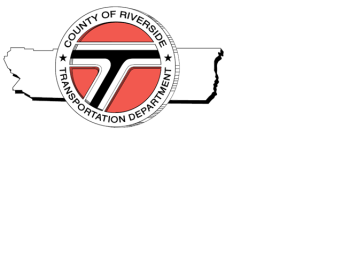 COUNTY OF RIVERSIDE
TRANSPORTATION DEPARTMENT